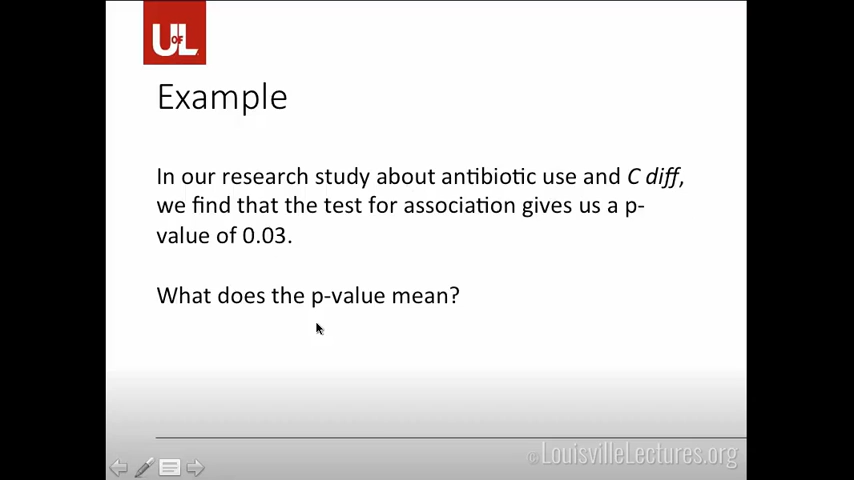 UofL
Example
In our research study about antibiotic use and C diff,
we find that the test for association gives us a p-
value of 0.03.
What does the p-value mean?
© LouisvilleLectures.org